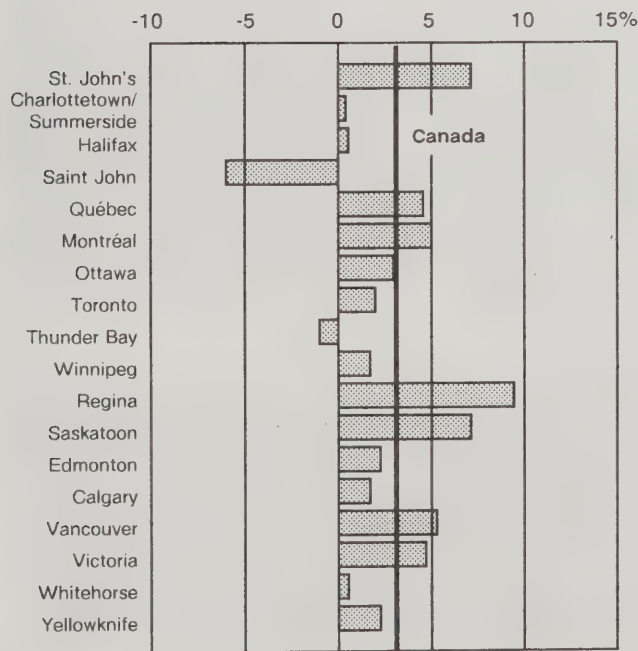 -10 -5 0 5 10 15%
St. John's
Charlottetown/
Summerside
Halifax
Canada
Saint John
Québec
Montréal
Ottawa
Toronto
Thunder Bay
Winnipeg
Regina
Saskatoon
Edmonton
Calgary
Vancouver
Victoria
Whitehorse
Yellowknife